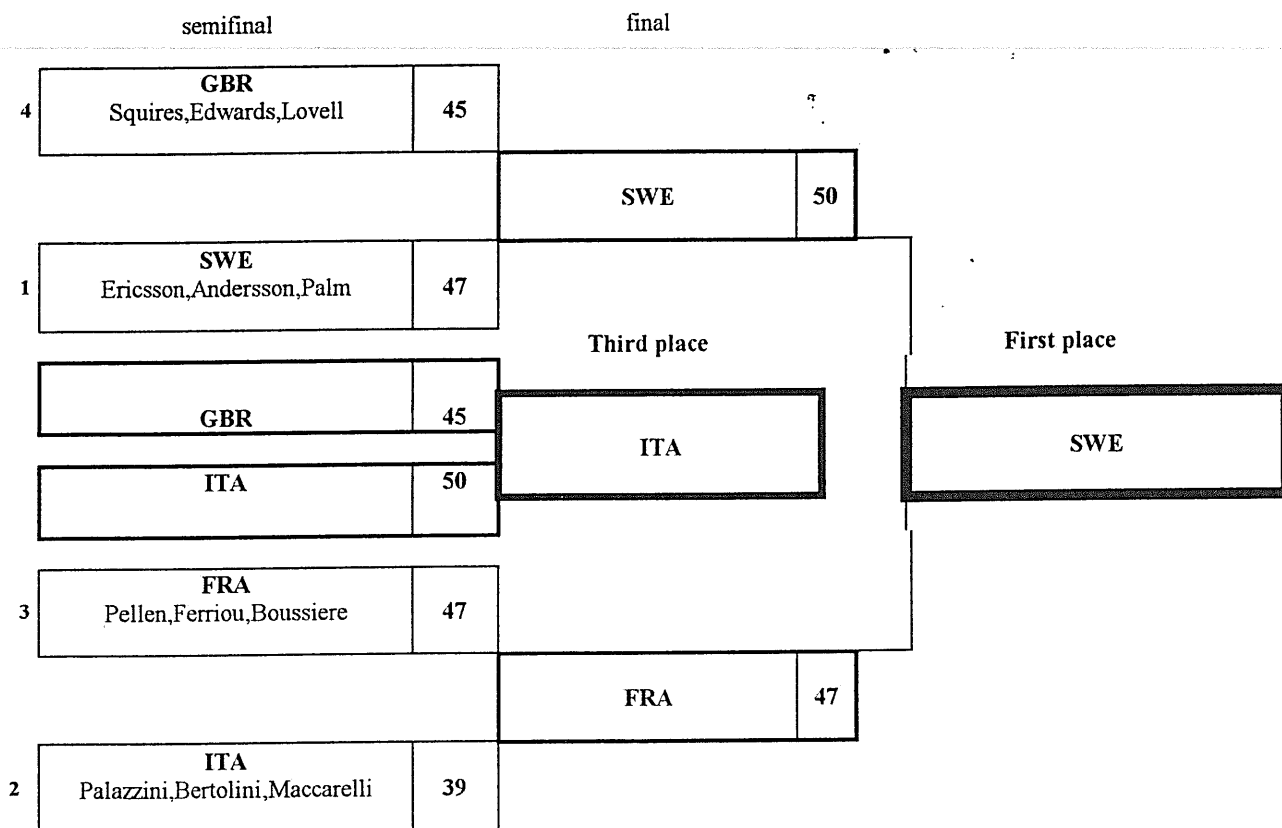 semifinal final
GBR
4 Squires,Edwards,Lovell 45
SWE 50
SWE
1 Ericsson,Andersson,Palm 47
Third place First place
GBR 45
ITA SWE
ITA 50
FRA
3 Pellen,Ferriou,Boussiere 47
FRA 47
ITA
2 Palazzini,Bertolini,Maccarelli 39